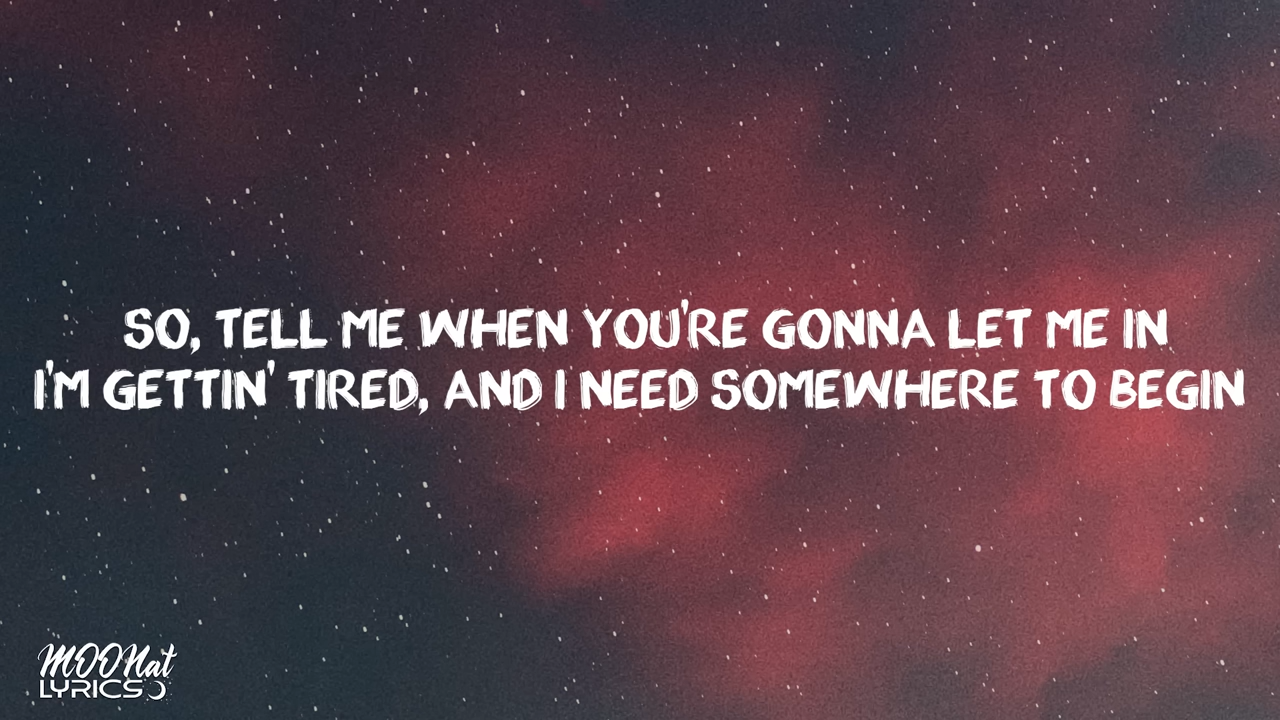 SO, TELL ME WHEN YOU'RE GONNA LET ME IN
I'M GETTIN' TIRED, AND I NEED SOMEWHERE TO BEGIN
MOONat
LYRICS